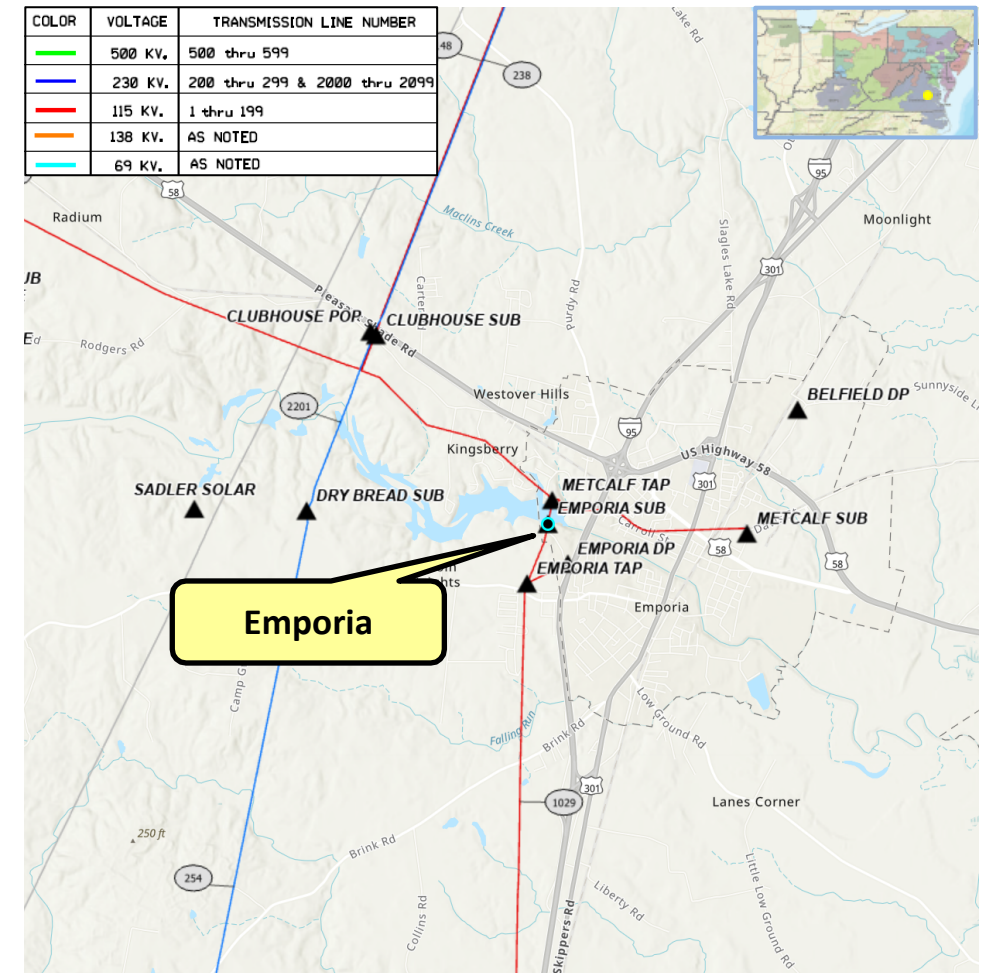 COLOR VOLTAGE TRANSMISSION LINE NUMBER
500 KV. 500 thru 599
230 KV. 200 thru 299 & 2000 thru 2099
115 KV. 1 thru 199
138 KV. AS NOTED
69 KV. AS NOTED
Lake Rd
48
238
95
58
Radium
Maclins Creek
Slagles Lake Rd
Moonlight
301
UB
Purdy Rd
CLUBHOUSE POP
CLUBHOUSE SUB
Pleasant Shade Rd
Rodgers Rd
Westover Hills
BELFIELD DP
Sunnyside
2201
95
Kingsberry
US Highway 58
301
METCALF TAP
SADLER SOLAR
DRY BREAD SUB
EMPORIA SUB
METCALF SUB
Carroll St
58
EMPORIA DP
58
EMPORIA TAP
Emporia
Emporia
Low Ground Rd
Falling Run
Brink Rd
301
1029
Lanes Corner
250 ft
Brink Rd
254
Collins Rd
Liberty Rd
Little Low Ground Rd
Skippers Rd